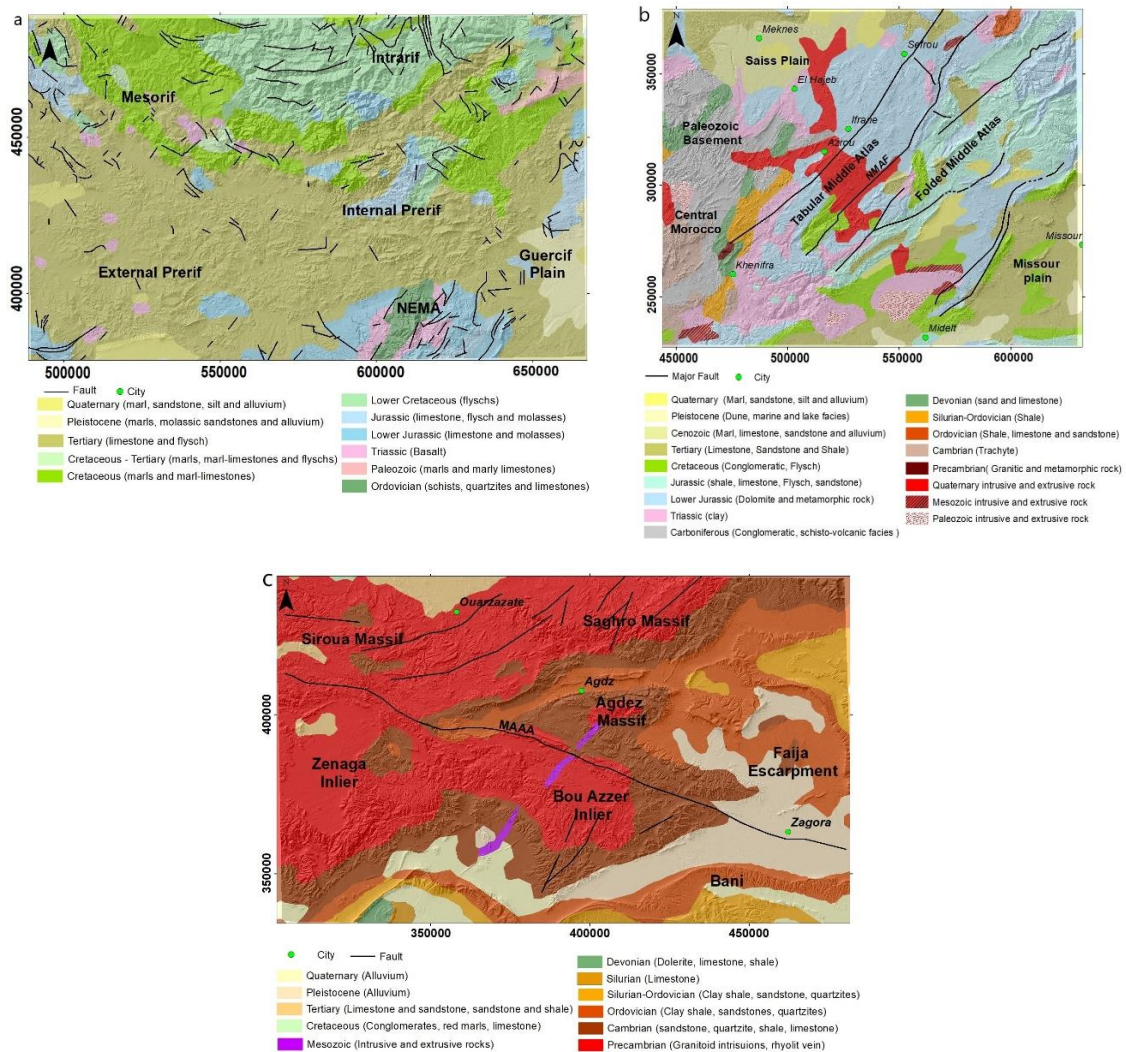 a
N
Intrarif
Mesorif
Internal Prerif
External Prerif
Guercif
Plain
NEMA
450000
400000
500000 550000 600000 650000
Fault City
Quaternary (marl, sandstone, silt and alluvium)
Pleistocene (marls, molassic sandstones and alluvium)
Tertiary (limestone and flysch)
Cretaceous - Tertiary (marls, marl-limestones and flyschs)
Cretaceous (marls and marl-limestones)
Lower Cretaceous (flyschs)
Jurassic (limestone, flysch and molasses)
Lower Jurassic (limestone and molasses)
Triassic (Basalt)
Paleozoic (marls and marly limestones)
Ordovician (schists, quartzites and limestones)
b
N
Meknes
Saiss Plain
Sefrou
El Hajeb
Ifrane
Paleozoic
Basement
Azrou
Tabular Middle Atlas
NMAF
Folded Middle Atlas
Central
Morocco
Khenifra
Missour
Missour
plain
Midelt
350000
300000
250000
450000 500000 550000 600000
Major Fault City
Quaternary (Marl, sandstone, silt and alluvium)
Pleistocene (Dune, marine and lake facies)
Cenozoic (Marl, limestone, sandstone and alluvium)
Tertiary (Limestone, Sandstone and Shale)
Cretaceous (Conglomeratic, Flysch)
Jurassic (shale, limestone, Flysch, sandstone)
Lower Jurassic (Dolomite and metamorphic rock)
Triassic (clay)
Carboniferous (Conglomeratic, schisto-volcanic facies )
Devonian (sand and limestone)
Silurian-Ordovician (Shale)
Ordovician (Shale, limestone and sandstone)
Cambrian (Trachyte)
Precambrian( Granitic and metamorphic rock)
Quaternary intrusive and extrusive rock
Mesozoic intrusive and extrusive rock
Paleozoic intrusive and extrusive rock
C
N
Ouarzazate
Siroua Massif
Saghro Massif
Agdz
Agdez
Massif
MAAA
Zenaga
Inlier
Faija
Escarpment
Bou Azzer
Inlier
Zagora
Bani
400000
350000
350000 400000 450000
City Fault
Quaternary (Alluvium)
Pleistocene (Alluvium)
Tertiary (Limestone and sandstone, sandstone and shale)
Cretaceous (Conglomerates, red marls, limestone)
Mesozoic (Intrusive and extrusive rocks)
Devonian (Dolerite, limestone, shale)
Silurian (Limestone)
Silurian-Ordovician (Clay shale, sandstone, quartzites)
Ordovician (Clay shale, sandstones, quartzites)
Cambrian (sandstone, quartzite, shale, limestone)
Precambrian (Granitoid intrisuions, rhyolit vein)